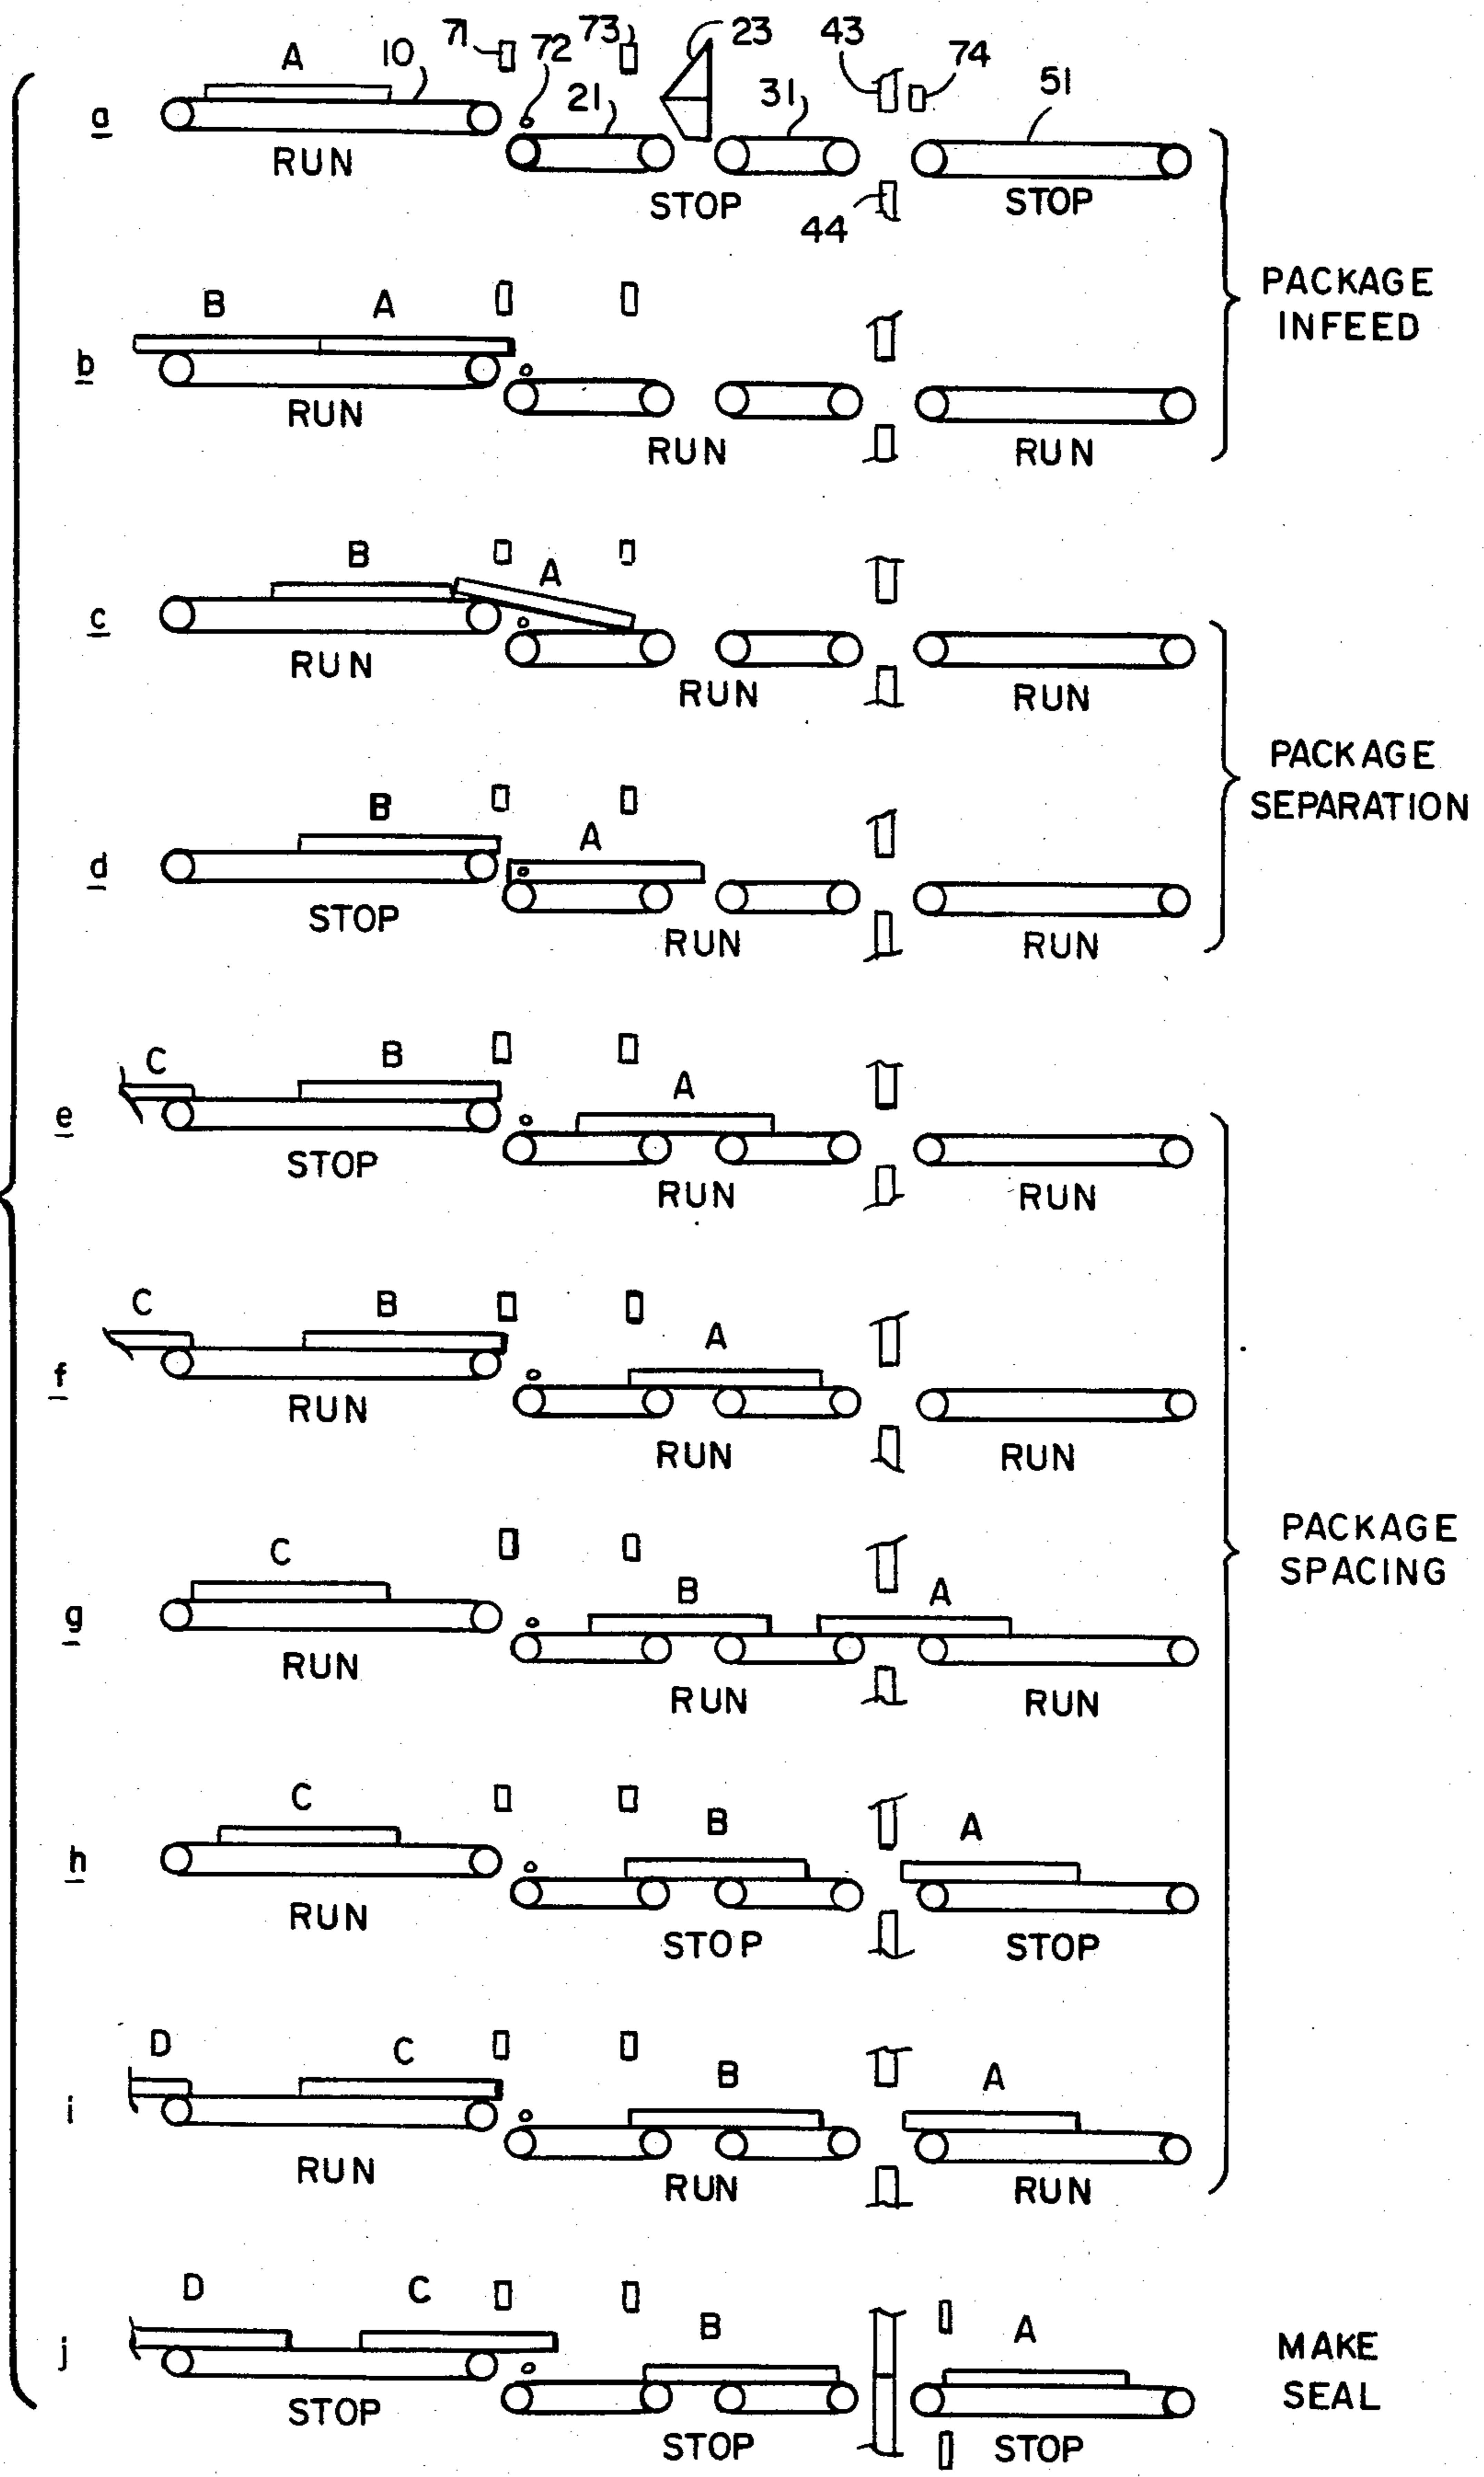 71 73 23 43 74
A 10 72 21 31 51
a
RUN
STOP STOP
44
PACKAGE
INFEED
B A
b
RUN
RUN RUN
B A
c
RUN
RUN RUN
PACKAGE
SEPARATION
B A
d
STOP
RUN RUN
C B A
e
STOP
RUN RUN
C B A
f
RUN
RUN RUN
PACKAGE
SPACING
C B A
g
RUN
RUN RUN
C B A
h
RUN
STOP STOP
D C B A
i
RUN
RUN RUN
D C B A
j
STOP
STOP STOP
MAKE
SEAL